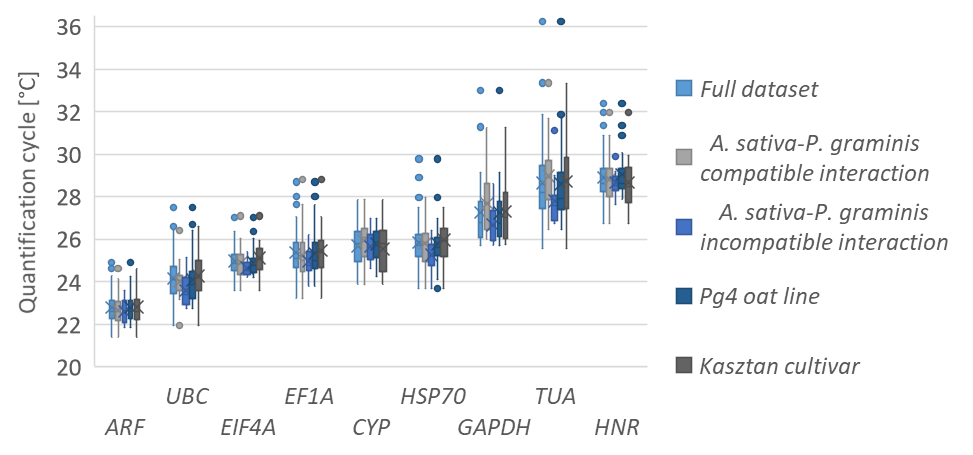 Quantification cycle [°C]
36
34
32
30
28
26
24
22
20
UBC
EF1A
HSP70
TUA
ARF
EIF4A
CYP
GAPDH
HNR
Full dataset
A. sativa-P. graminis
compatible interaction
A. sativa-P. graminis
incompatible interaction
Pg4 oat line
Kasztan cultivar